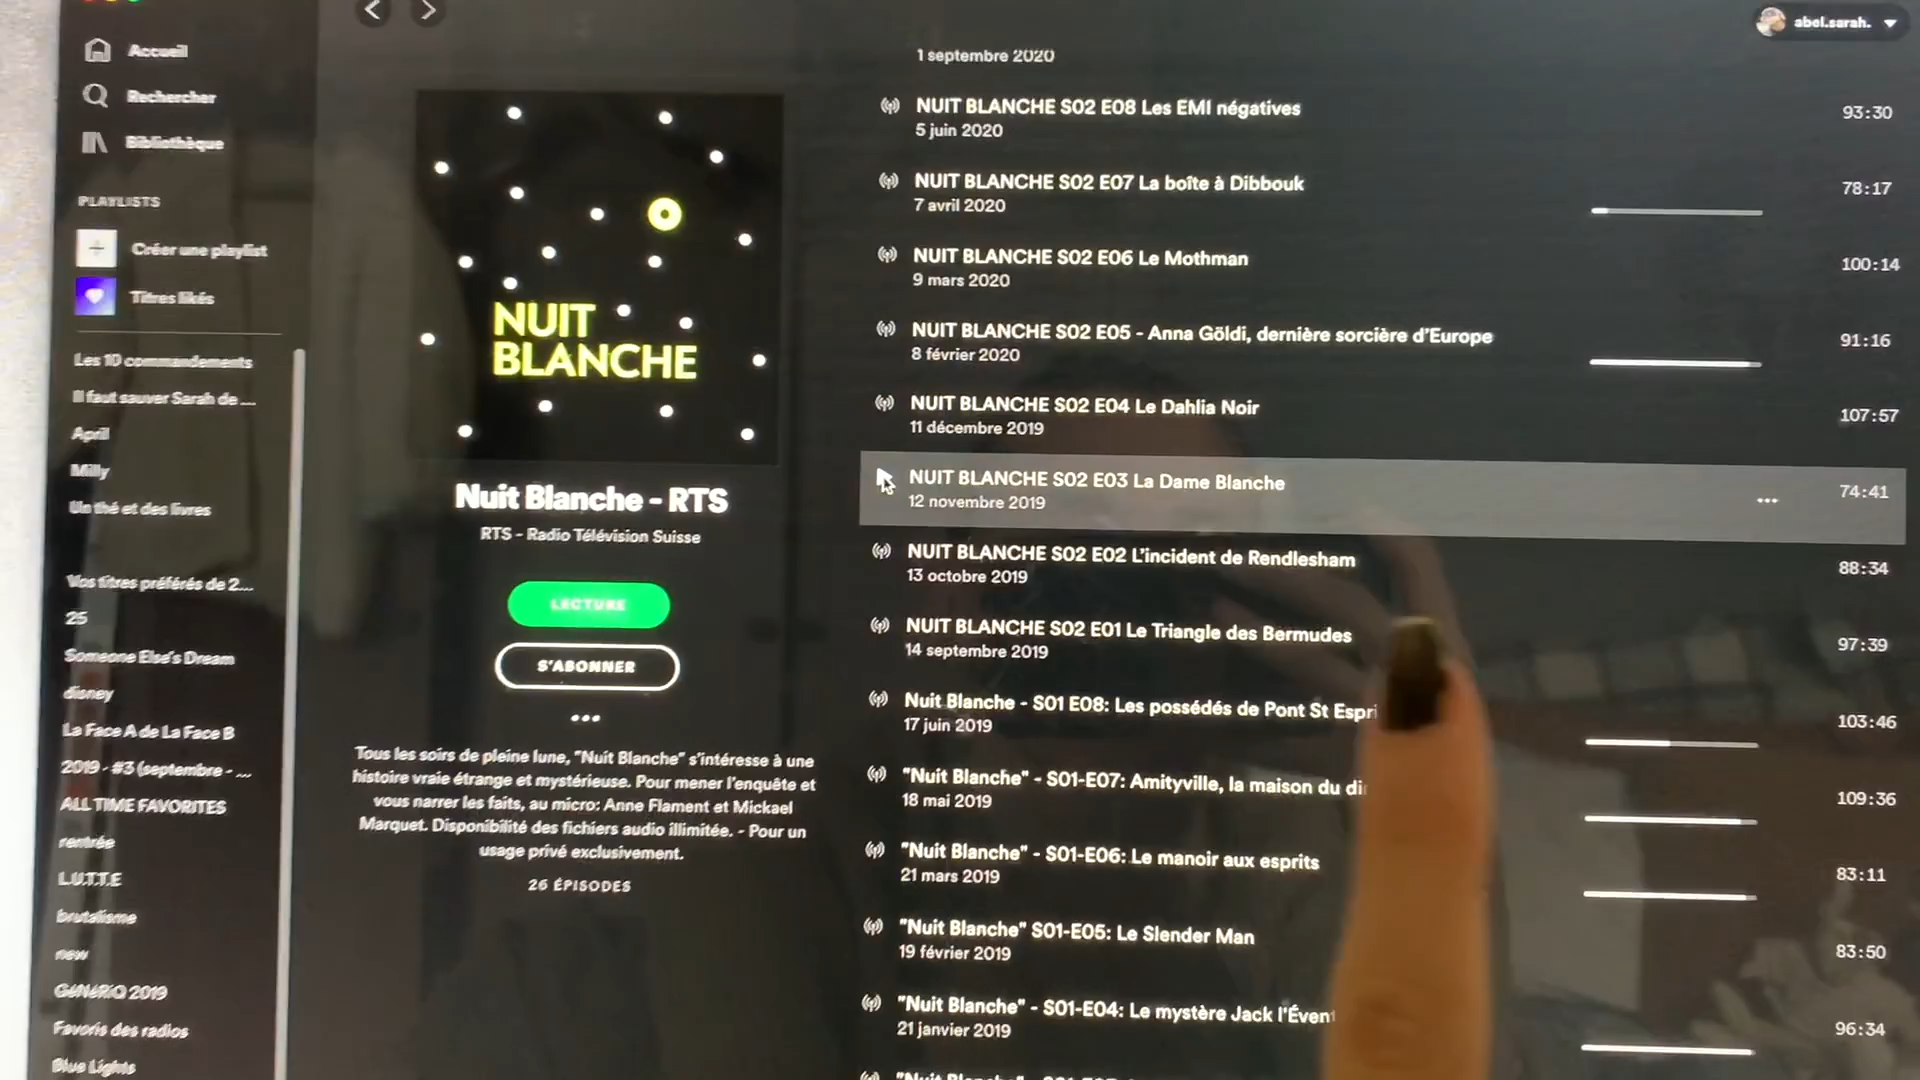 abel.sarah.
Accueil
Rechercher
Bibliothèque
PLAYLISTS
Créer une playlist
Titres likés
Les 10 commandements
Il faut sauver Sarah de ...
April
Milly
Un thé et des livres
Vos titres préférés de 2...
25
Someone Else's Dream
disney
La Face A de La Face B
2019 - #3 (septembre - ...
ALL TIME FAVORITES
rentrée
L.U.T.T.E
brutalisme
new
GéNéRiQ 2019
Favoris des radios
Blue Lights
NUIT
BLANCHE
Nuit Blanche - RTS
RTS - Radio Télévision Suisse
LECTURE
S'ABONNER
Tous les soirs de pleine lune, "Nuit Blanche" s'intéresse à une
histoire vraie étrange et mystérieuse. Pour mener l'enquête et
vous narrer les faits, au micro: Anne Flament et Mickael
Marquet. Disponibilité des fichiers audio illimitée. - Pour un
usage privé exclusivement.
26 ÉPISODES
1 septembre 2020
NUIT BLANCHE S02 E08 Les EMI négatives
93:30
5 juin 2020
NUIT BLANCHE S02 E07 La boîte à Dibbouk
78:17
7 avril 2020
NUIT BLANCHE S02 E06 Le Mothman
100:14
9 mars 2020
NUIT BLANCHE S02 E05 - Anna Göldi, dernière sorcière d'Europe
91:16
8 février 2020
NUIT BLANCHE S02 E04 Le Dahlia Noir
107:57
11 décembre 2019
NUIT BLANCHE S02 E03 La Dame Blanche
74:41
12 novembre 2019
NUIT BLANCHE S02 E02 L'incident de Rendlesham
88:34
13 octobre 2019
NUIT BLANCHE S02 E01 Le Triangle des Bermudes
97:39
14 septembre 2019
Nuit Blanche - S01 E08: Les possédés de Pont St Espri
103:46
17 juin 2019
"Nuit Blanche" - S01-E07: Amityville, la maison du di
109:36
18 mai 2019
"Nuit Blanche" - S01-E06: Le manoir aux esprits
83:11
21 mars 2019
"Nuit Blanche" S01-E05: Le Slender Man
83:50
19 février 2019
"Nuit Blanche" - S01-E04: Le mystère Jack l'Éven
96:34
21 janvier 2019